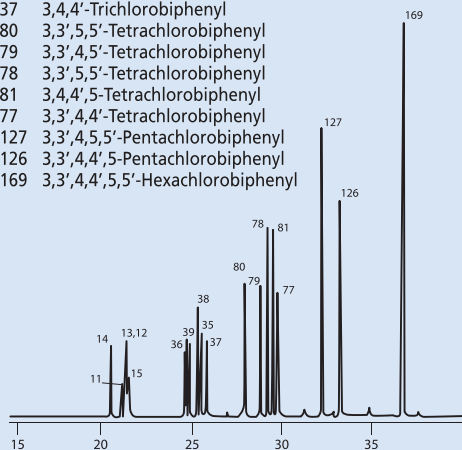 37 3,4,4’-Trichlorobiphenyl
80 3,3’,5,5’-Tetrachlorobiphenyl
79 3,3’,4,5’-Tetrachlorobiphenyl
78 3,3’,5,5’-Tetrachlorobiphenyl
81 3,4,4’,5-Tetrachlorobiphenyl
77 3,3’,4,4’-Tetrachlorobiphenyl
127 3,3’,4,5,5’-Pentachlorobiphenyl
126 3,3’,4,4’,5-Pentachlorobiphenyl
169 3,3’,4,4’,5,5’-Hexachlorobiphenyl
169
127
126
78 81
80
79 77
38
14 13,12
36 39 35 37
11 15
15 20 25 30 35